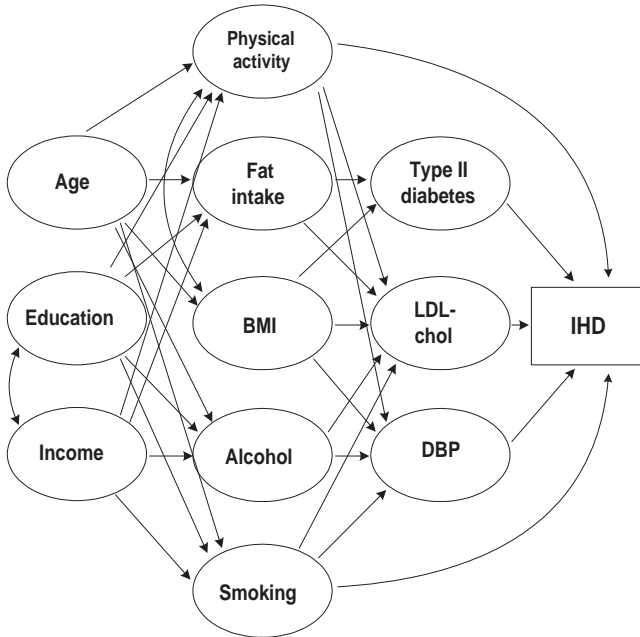 Physical
activity
Age
Fat
intake
Type II
diabetes
Education
BMI
LDL-
chol
IHD
Income
Alcohol
DBP
Smoking